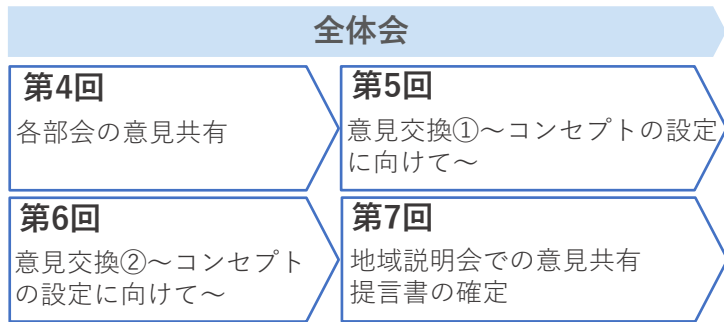 全体会
第4回
各部会の意見共有
第5回
意見交換①～コンセプトの設定
に向けて～
第6回
意見交換②～コンセプト
の設定に向けて～
第7回
地域説明会での意見共有
提言書の確定